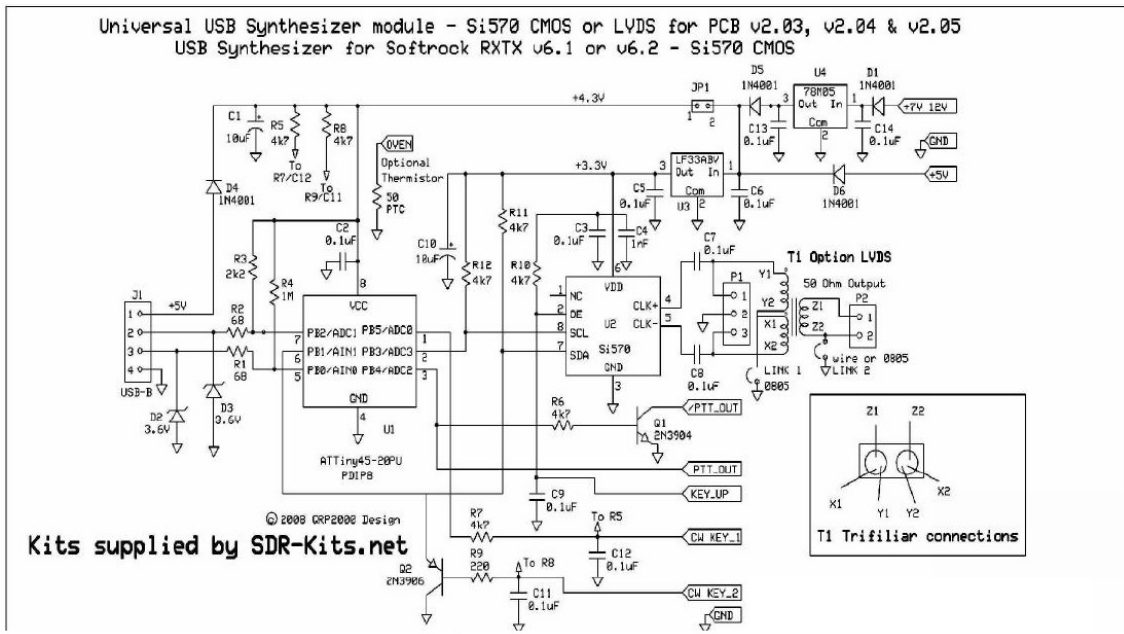 Universal USB Synthesizer module - Si570 CMOS or LVDS for PCB v2.03, v2.04 & v2.05
USB Synthesizer for Softrock RXTX v6.1 or v6.2 - Si570 CMOS
D5
1N4001
U4
78M05
Out In
Com
3
1
2
D1
1N4001
+7V 12V
JP1
1
2
+4.3V
C1
10uF
R5
4k7
To
R7/C12
R8
4k7
To
R9/C11
OVEN
Optional
Thermistor
50
PTC
C13
0.1uF
C14
0.1uF
GND
+5V
D6
1N4001
+3.3V
LF33ABV
Out In
Com
3
1
2
U3
C5
0.1uF
C6
0.1uF
D4
1N4001
C2
0.1uF
C10
10uF
R11
4k7
R12
4k7
R10
4k7
C3
0.1uF
C4
1nF
C7
0.1uF
T1 Option LVDS
50 Ohm Output
R3
2k2
R4
1M
J1
1
2
3
4
USB-B
+5V
R2
68
R1
68
D2
3.6V
D3
3.6V
8
VCC
PB2/ADC1 PB5/ADC0
PB1/AIN1 PB3/ADC3
PB0/AIN0 PB4/ADC2
GND
7
6
5
1
2
3
4
U1
ATTiny45-20PU
PDIP8
6
VDD
1
NC
2
OE
8
SCL
7
SDA
U2
Si570
CLK+
4
CLK-
5
GND
3
P1
1
2
3
Y1
Y2
X1
X2
Z1
Z2
P2
1
2
C8
0.1uF
LINK 1
0805
wire or 0805
LINK 2
R6
4k7
Q1
2N3904
/PTT_OUT
PTT_OUT
KEY_UP
C9
0.1uF
R7
4k7
To R5
CW KEY_1
C12
0.1uF
Q2
2N3906
R9
220
To R8
C11
0.1uF
CW KEY_2
GND
© 2008 QRP2008 Design
Kits supplied by SDR-Kits.net
Z1
Z2
X1
Y1
Y2
X2
T1 Trifiliar connections